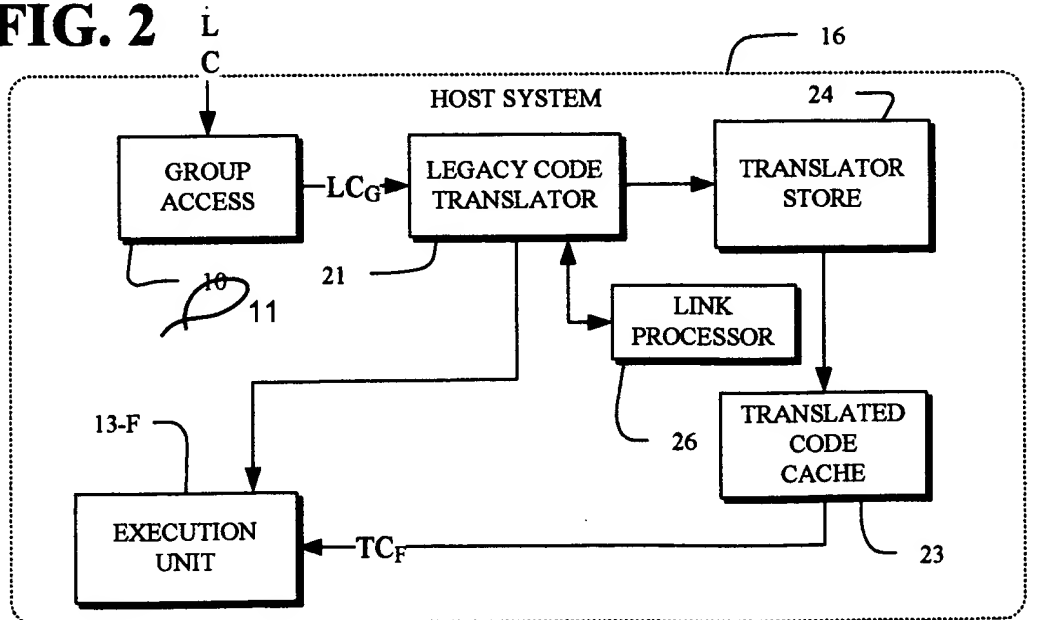 FIG. 2
L
C
16
HOST SYSTEM
24
GROUP
ACCESS
LCG
LEGACY CODE
TRANSLATOR
TRANSLATOR
STORE
10
11
21
LINK
PROCESSOR
26
TRANSLATED
CODE
CACHE
23
13-F
EXECUTION
UNIT
TCF